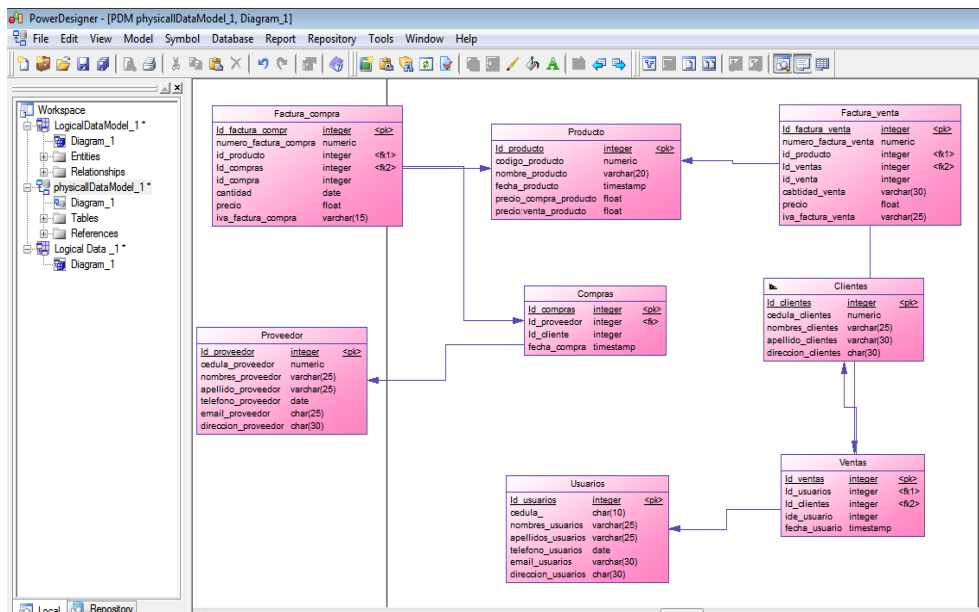 PowerDesigner - [PDM physicallDataModel_1, Diagram_1]
File Edit View Model Symbol Database Report Repository Tools Window Help
Workspace
LogicalDataModel_1 *
Diagram_1
Entities
Relationships
physicallDataModel_1 *
Diagram_1
Tables
References
Logical Data _1 *
Diagram_1
Local Repository
Factura_compra
Id_factura_compr integer <pk>
numero_factura_compra numeric
id_producto integer <fk1>
Id_compras integer <fk2>
id_compra integer
cantidad date
precio float
iva_factura_compra varchar(15)
Producto
Id_producto integer <pk>
codigo_producto numeric
nombre_producto varchar(20)
fecha_producto timestamp
precio_compra_producto float
precio:venta_producto float
Factura_venta
Id_factura_venta integer <pk>
numero_factura_venta numeric
id_producto integer <fk1>
Id_ventas integer <fk2>
id_venta integer
cabtidad_venta varchar(30)
precio float
iva_factura_venta varchar(25)
Compras
Id_compras integer <pk>
Id_proveedor integer <fk>
Id_cliente integer
fecha_compra timestamp
Clientes
Id_clientes integer <pk>
cedula_clientes numeric
nombres_clientes varchar(25)
apellido_clientes varchar(30)
direccion_clientes char(30)
Proveedor
Id_proveedor integer <pk>
cedula_proveedor numeric
nombres_proveedor varchar(25)
apellido_proveedor varchar(25)
telefono_proveedor date
email_proveedor char(25)
direccion_proveedor char(30)
Usuarios
Id_usuarios integer <pk>
cedula_ char(10)
nombres_usuarios varchar(25)
apellidos_usuarios varchar(25)
telefono_usuarios date
email_usuarios varchar(30)
direccion_usuarios char(30)
Ventas
Id_ventas integer <pk>
Id_usuarios integer <fk1>
Id_clientes integer <fk2>
ide_usuario integer
fecha_usuario timestamp